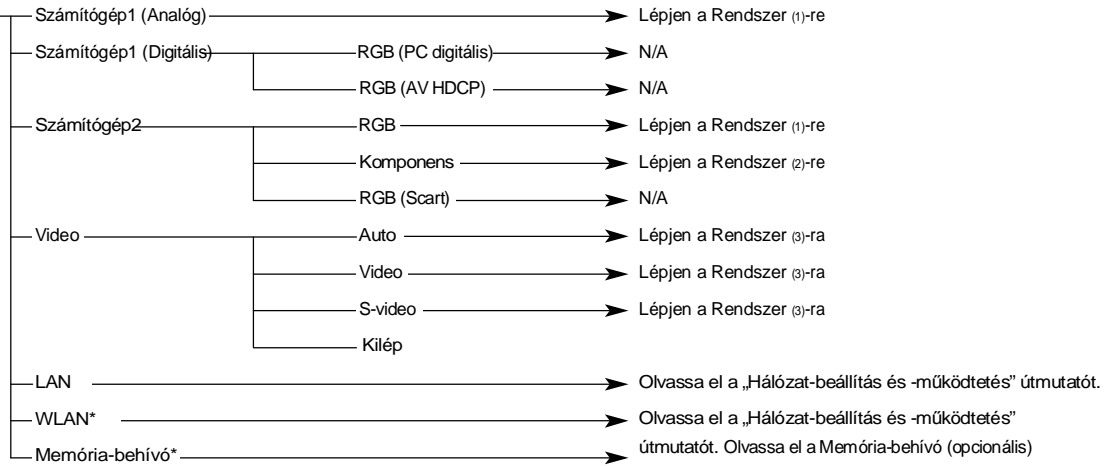 Számítógép1 (Analóg) Lépjen a Rendszer (1)-re
Számítógép1 (Digitális) RGB (PC digitális) N/A
RGB (AV HDCP) N/A
Számítógép2 RGB Lépjen a Rendszer (1)-re
Komponens Lépjen a Rendszer (2)-re
RGB (Scart) N/A
Video Auto Lépjen a Rendszer (3)-ra
Video Lépjen a Rendszer (3)-ra
S-video Lépjen a Rendszer (3)-ra
Kilép
LAN Olvassa el a „Hálózat-beállítás és -működtetés” útmutatót.
WLAN* Olvassa el a „Hálózat-beállítás és -működtetés”
Memória-behívó* útmutatót. Olvassa el a Memória-behívó (opcionális)